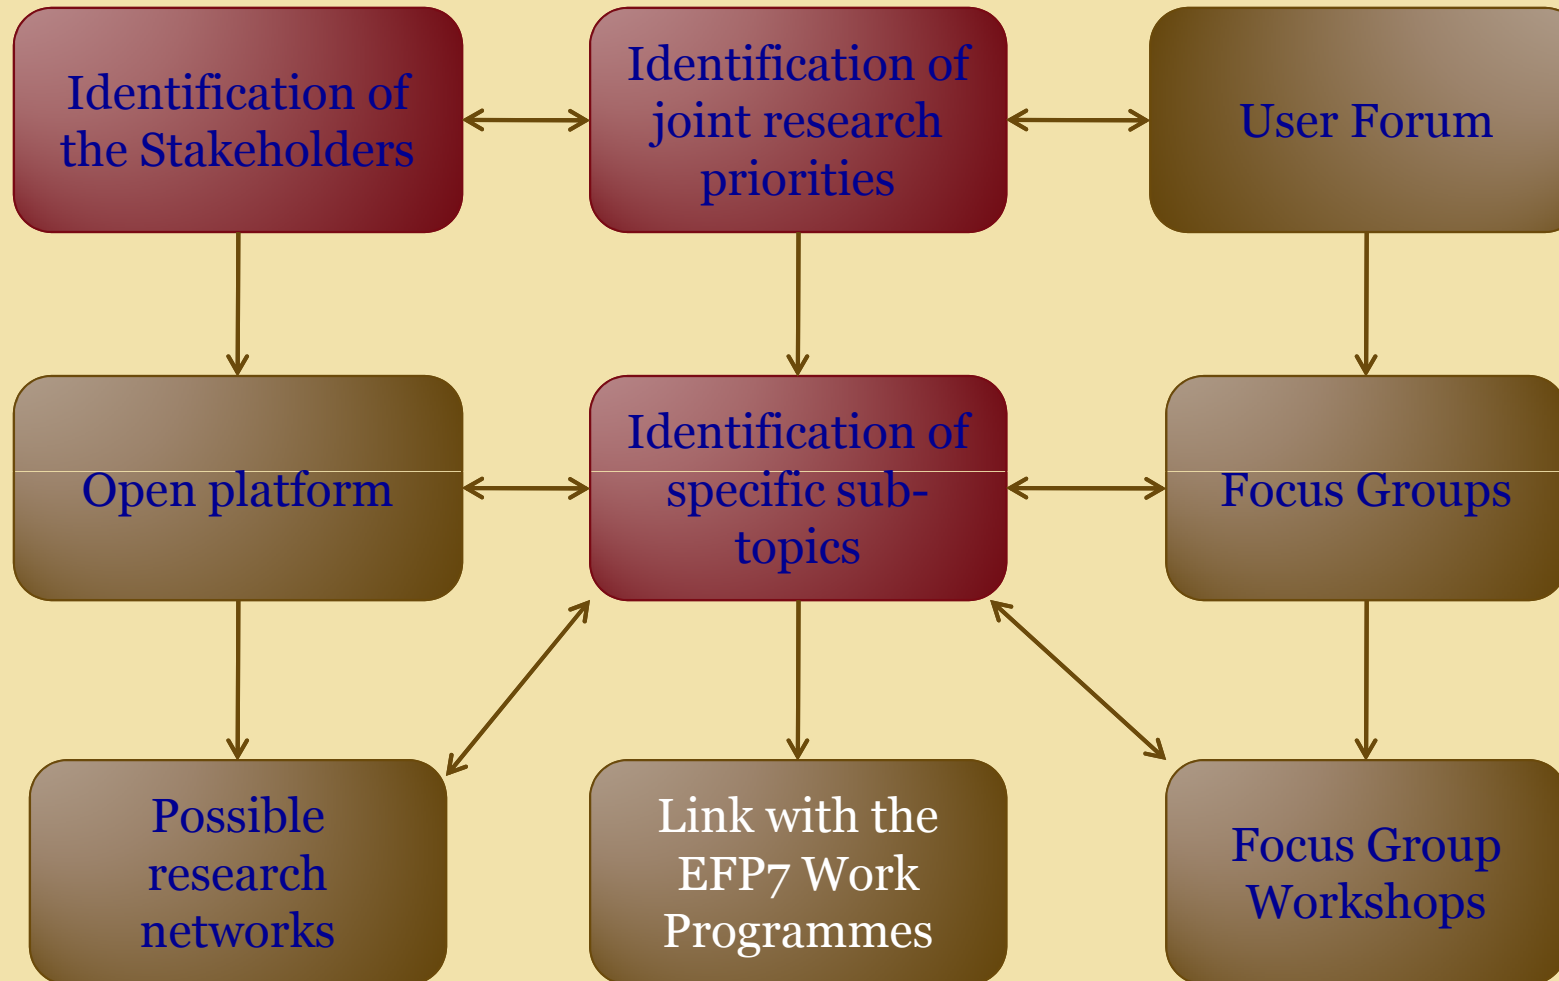 Identification of
the Stakeholders
Identification of
joint research
priorities
User Forum
Open platform
Identification of
specific sub-
topics
Focus Groups
Possible
research
networks
Link with the
EFP7 Work
Programmes
Focus Group
Workshops